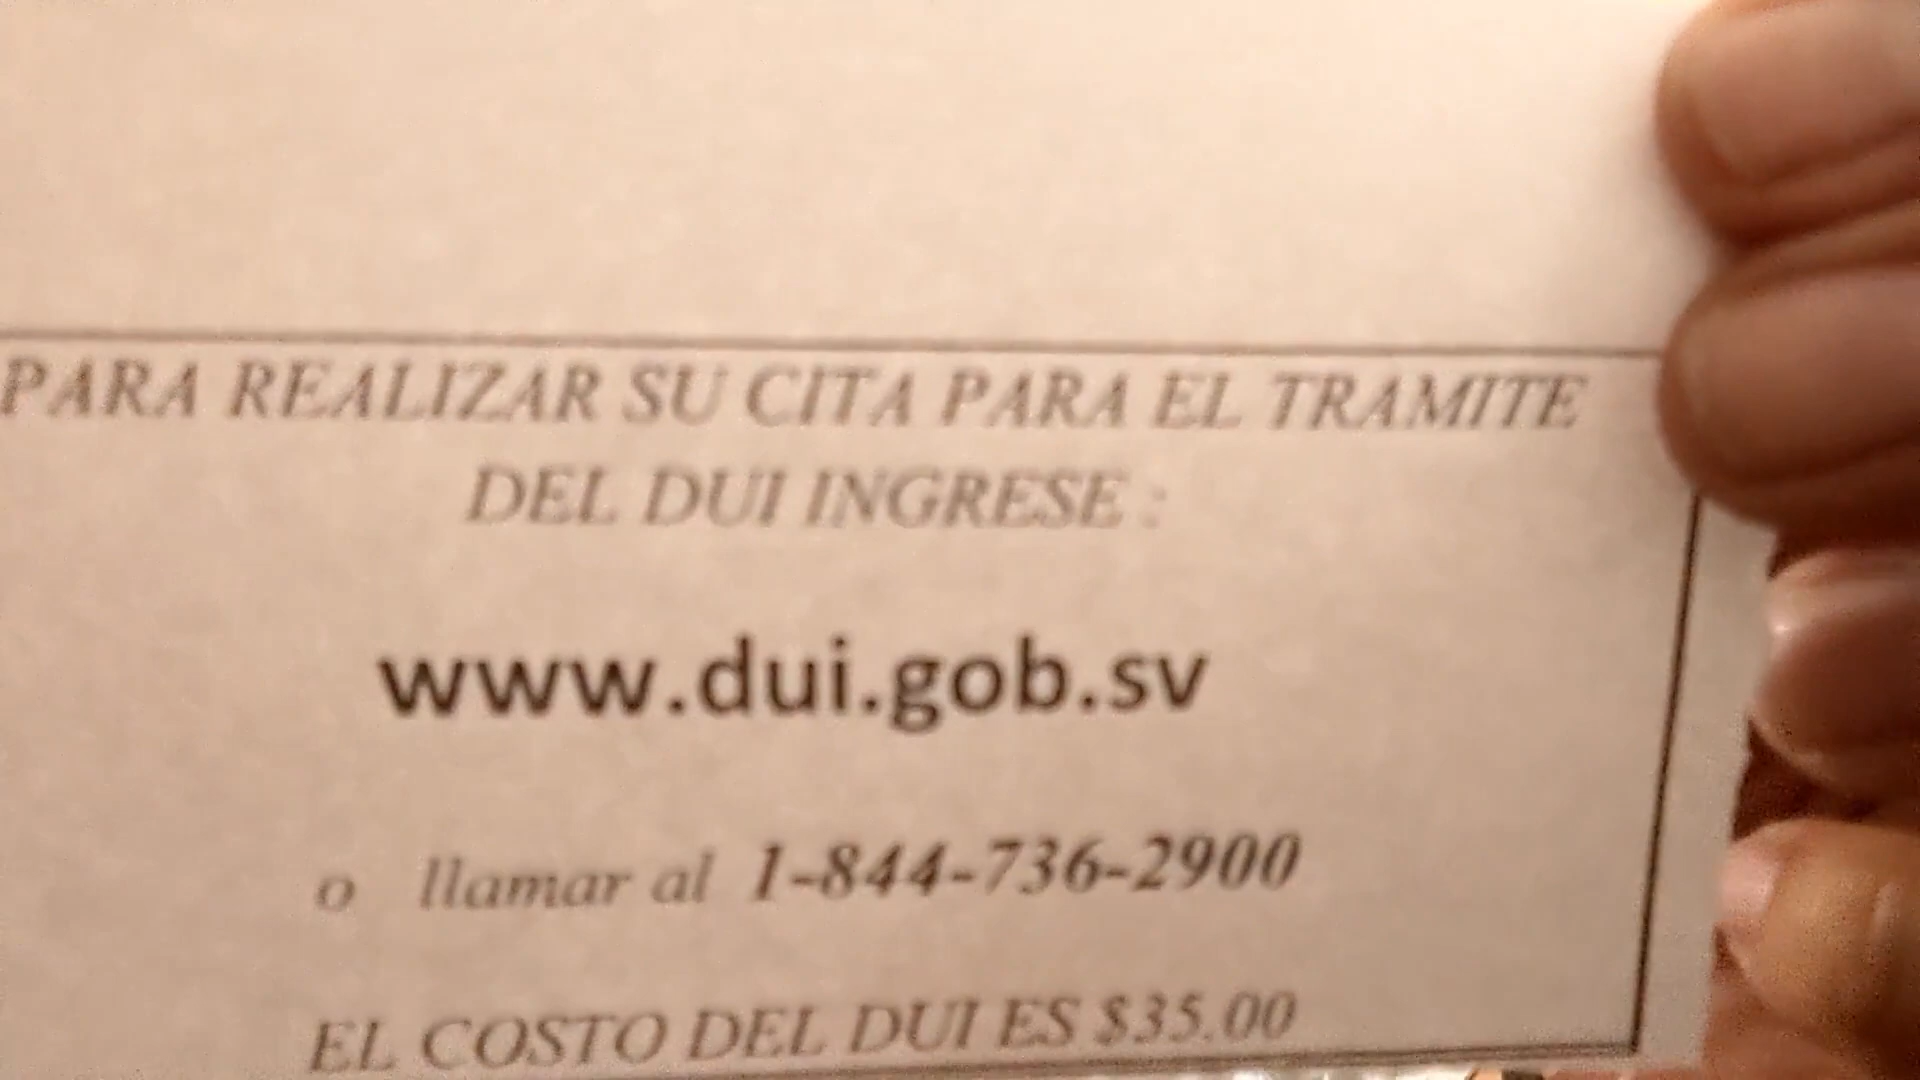 PARA REALIZAR SU CITA PARA EL TRAMITE
DEL DUI INGRESE :
www.dui.gob.sv
o llamar al 1-844-736-2900
EL COSTO DEL DUI ES $35.00